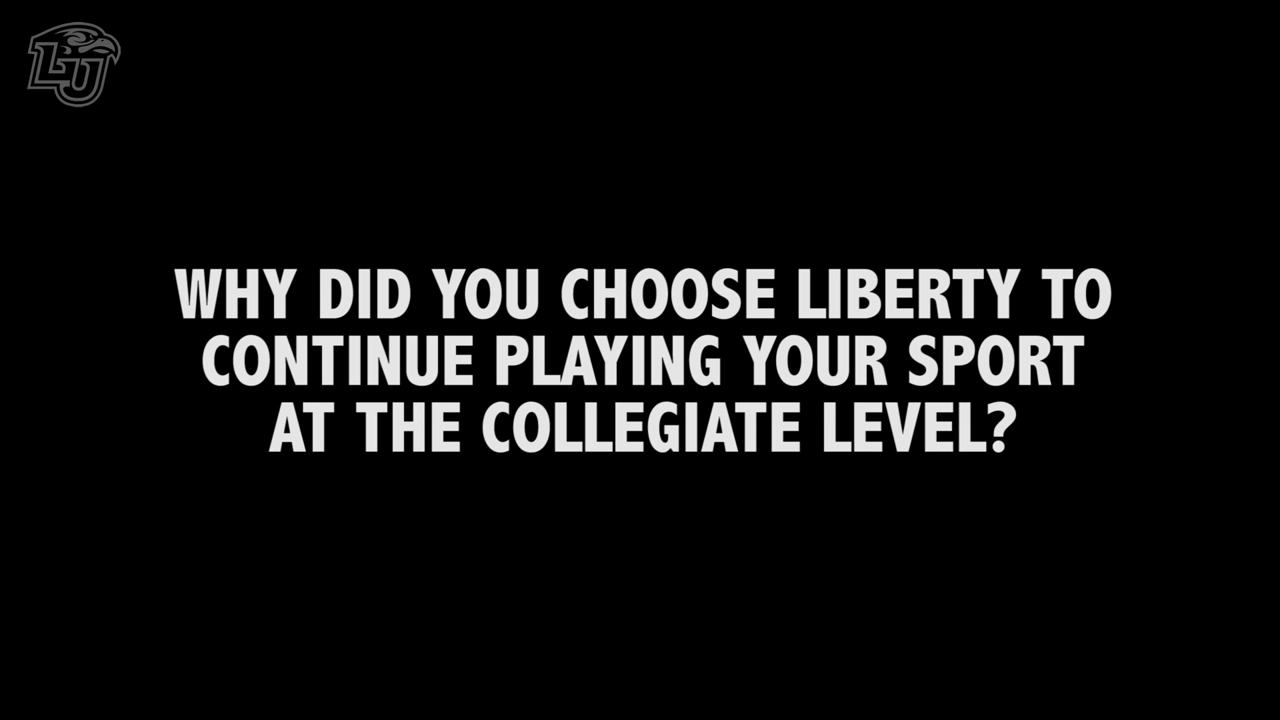 LU
WHY DID YOU CHOOSE LIBERTY TO
CONTINUE PLAYING YOUR SPORT
AT THE COLLEGIATE LEVEL?